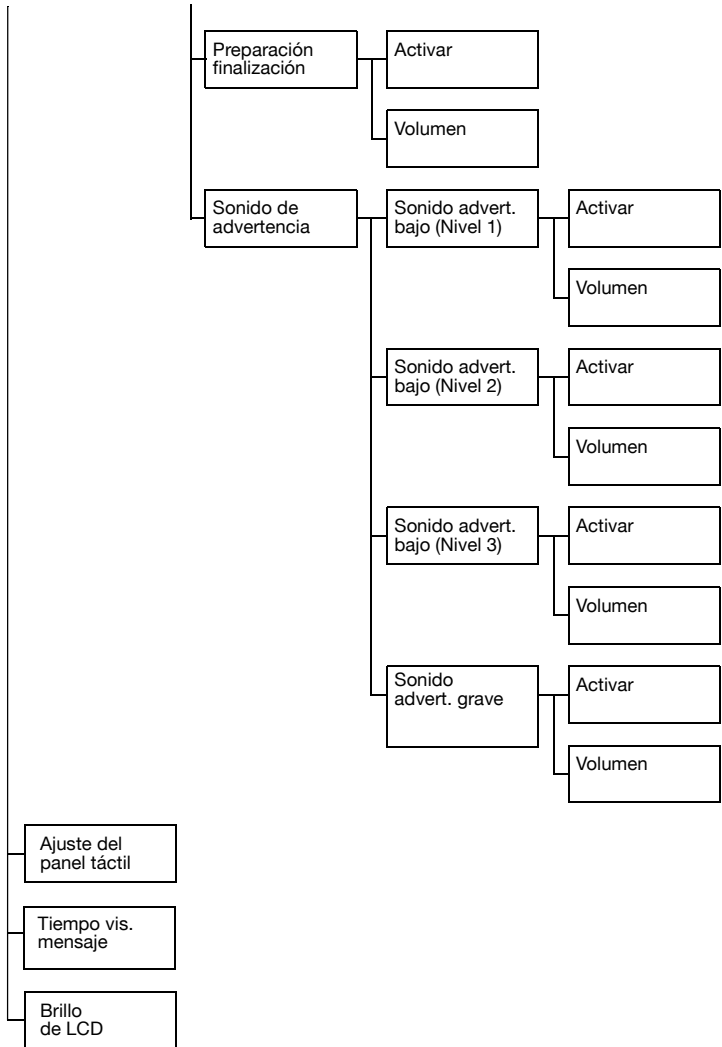 Preparación
finalización
Activar
Volumen
Sonido de
advertencia
Sonido advert.
bajo (Nivel 1)
Activar
Volumen
Sonido advert.
bajo (Nivel 2)
Activar
Volumen
Sonido advert.
bajo (Nivel 3)
Activar
Volumen
Sonido
advert. grave
Activar
Volumen
Ajuste del
panel táctil
Tiempo vis.
mensaje
Brillo
de LCD